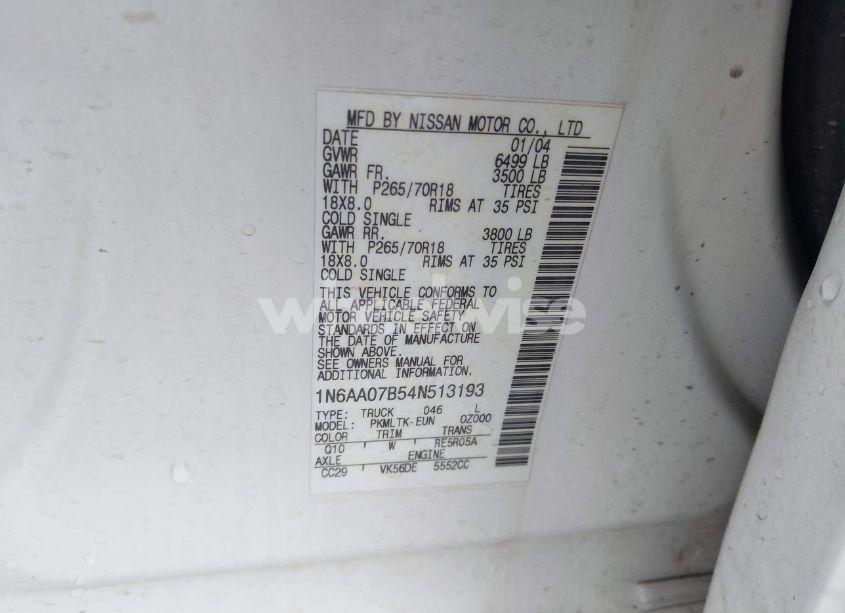 MFD BY NISSAN MOTOR CO., LTD
DATE 01/04
GVWR 6499 LB
GAWR FR. 3500 LB
WITH P265/70R18 TIRES
18X8.0 RIMS AT 35 PSI
COLD SINGLE
GAWR RR. 3800 LB
WITH P265/70R18 TIRES
18X8.0 RIMS AT 35 PSI
COLD SINGLE
THIS VEHICLE CONFORMS TO
ALL APPLICABLE FEDERAL
MOTOR VEHICLE SAFETY
STANDARDS IN EFFECT ON
THE DATE OF MANUFACTURE
SHOWN ABOVE.
SEE OWNERS MANUAL FOR
ADDITIONAL INFORMATION
1N6AA07B54N513193
TYPE: TRUCK 046 L
MODEL: PKMLTK-EUN 0Z000
COLOR TRIM TRANS
Q10 W RE5R05A
AXLE ENGINE
CC29 VK56DE 5552CC